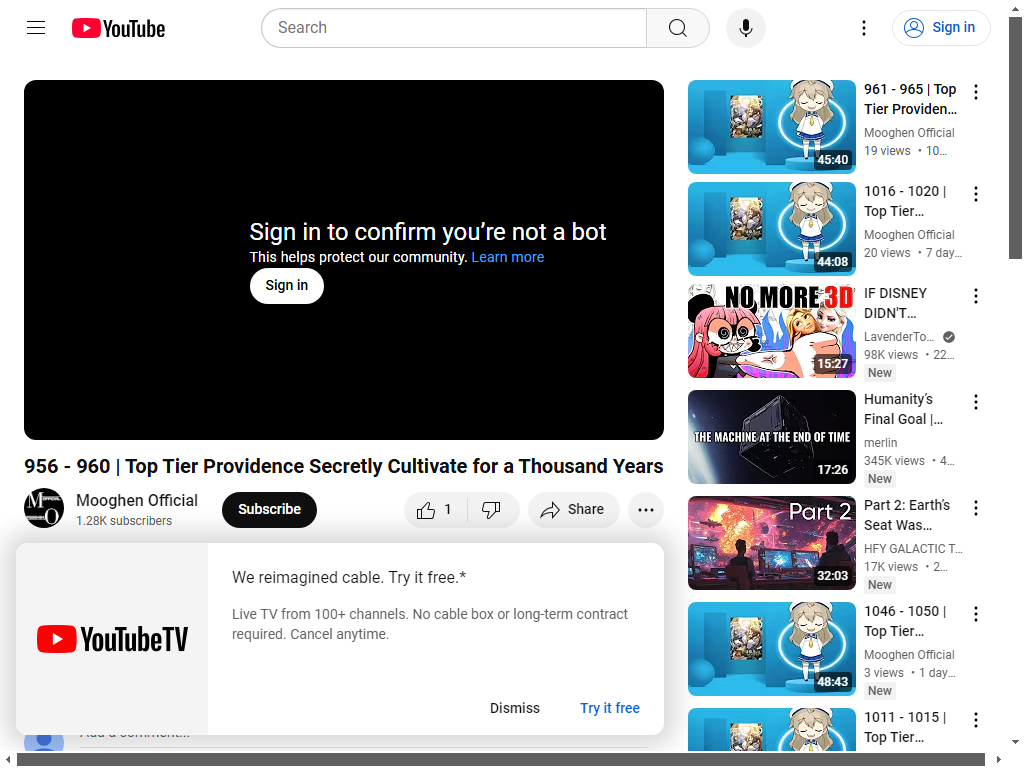 YouTube
Search
Sign in
Sign in to confirm you’re not a bot
This helps protect our community. Learn more
Sign in
956 - 960 | Top Tier Providence Secretly Cultivate for a Thousand Years
Mooghen Official
1.28K subscribers
Subscribe
1
Share
We reimagined cable. Try it free.*
Live TV from 100+ channels. No cable box or long-term contract
required. Cancel anytime.
YouTubeTV
Dismiss
Try it free
Add a comment...
961 - 965 | Top
Tier Providen...
Mooghen Official
19 views • 10...
45:40
1016 - 1020 |
Top Tier...
Mooghen Official
20 views • 7 day...
44:08
NO MORE 3D
15:27
IF DISNEY
DIDN'T...
LavenderTo...
98K views • 22...
New
THE MACHINE AT THE END OF TIME
17:26
Humanity’s
Final Goal |...
merlin
345K views • 4...
New
Part 2
32:03
Part 2: Earth’s
Seat Was...
HFY GALACTIC T...
17K views • 2...
New
1046 - 1050 |
Top Tier...
Mooghen Official
3 views • 1 day...
New
48:43
1011 - 1015 |
Top Tier...